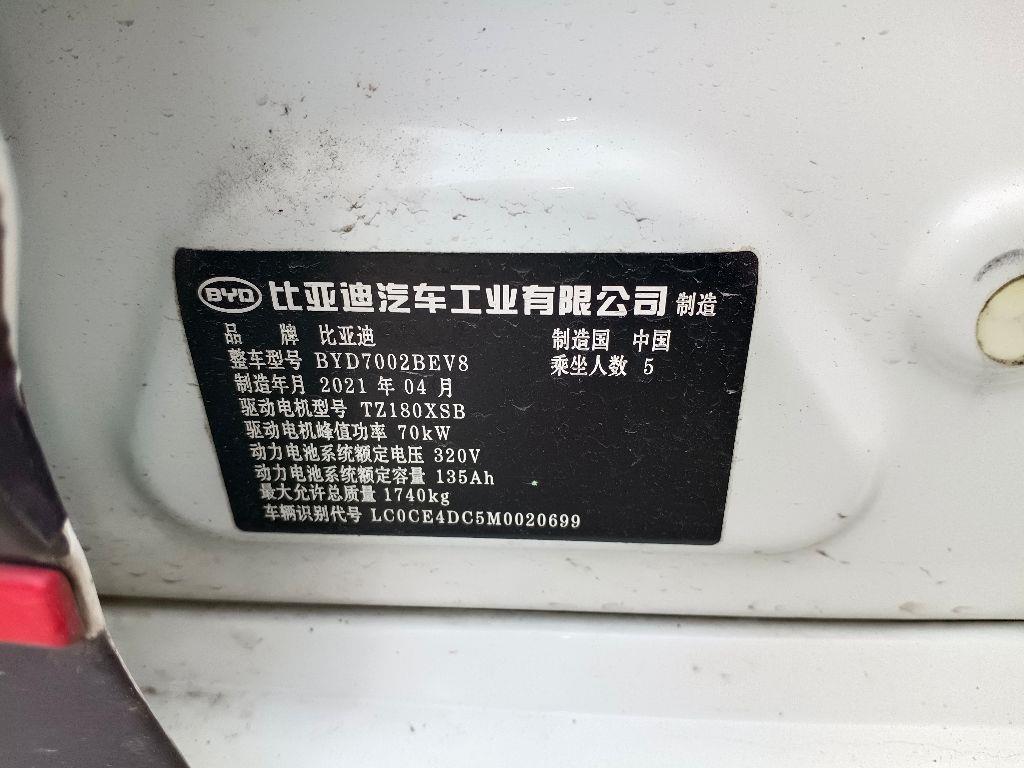 BYD 比亚迪汽车工业有限公司 制造
品 牌 比亚迪 制造国 中国
整车型号 BYD7002BEV8 乘坐人数 5
制造年月 2021 年 04 月
驱动电机型号 TZ180XSB
驱动电机峰值功率 70kW
动力电池系统额定电压 320V
动力电池系统额定容量 135Ah
最大允许总质量 1740kg
车辆识别代号 LC0CE4DC5M0020699